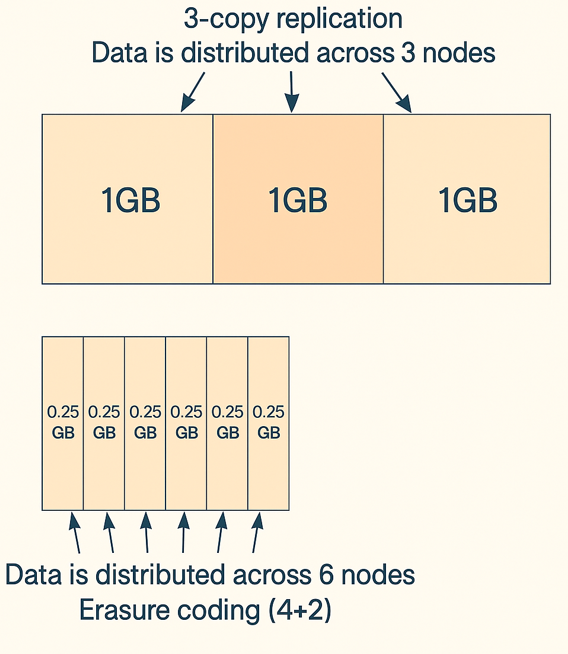 3-copy replication
Data is distributed across 3 nodes
1GB 1GB 1GB
0.25 0.25 0.25 0.25 0.25 0.25
GB GB GB GB GB GB
Data is distributed across 6 nodes
Erasure coding (4+2)